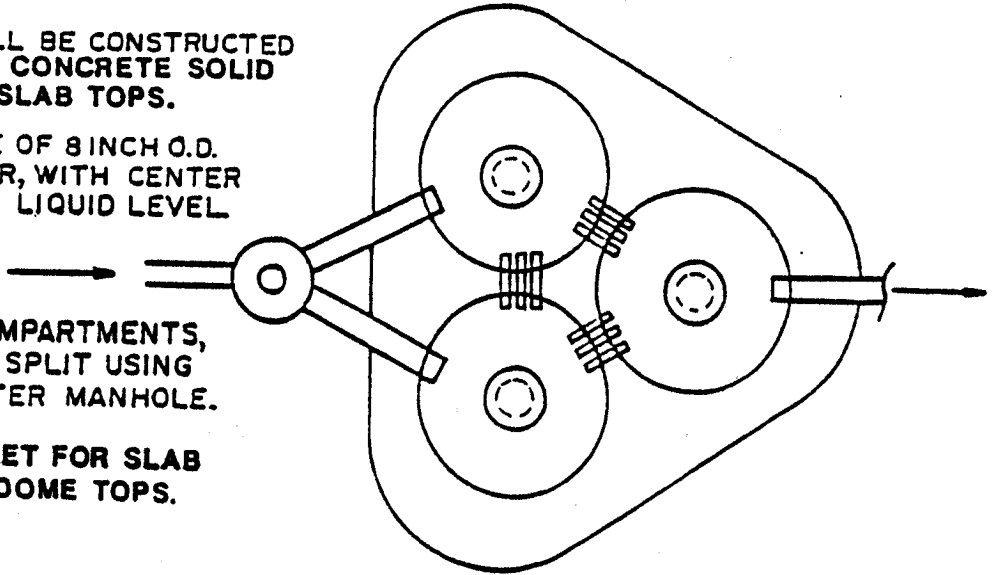 LL BE CONSTRUCTED
CONCRETE SOLID
SLAB TOPS.
OF 8 INCH O.D.
R, WITH CENTER
LIQUID LEVEL
MPARTMENTS,
SPLIT USING
TER MANHOLE.
ET FOR SLAB
DOME TOPS.